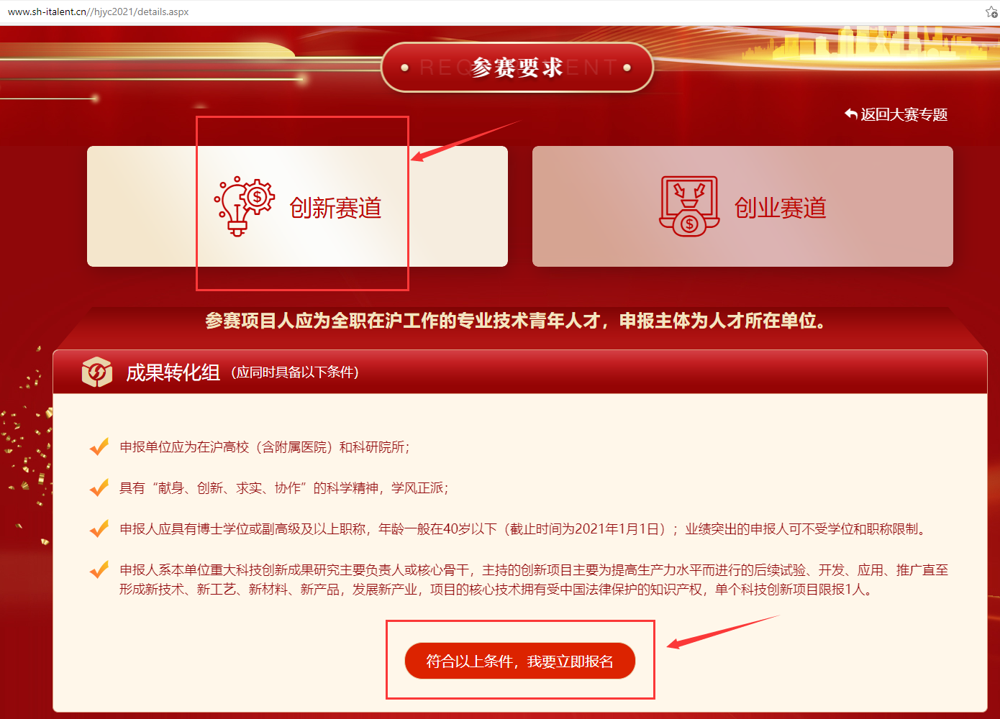 www.sh-italent.cn//hjyc2021/details.aspx
参赛要求
返回大赛专题
创新赛道
创业赛道
参赛项目人应为全职在沪工作的专业技术青年人才，申报主体为人才所在单位。
成果转化组（应同时具备以下条件）
申报单位应为在沪高校（含附属医院）和科研院所；
具有“献身、创新、求实、协作”的科学精神，学风正派；
申报人应具有博士学位或副高级及以上职称，年龄一般在40岁以下（截止时间为2021年1月1日）；业绩突出的申报人可不受学位和职称限制。
申报人系本单位重大科技创新成果研究主要负责人或核心骨干，主持的创新项目主要为提高生产力水平而进行的后续试验、开发、应用、推广直至
形成新技术、新工艺、新材料、新产品，发展新产业，项目的核心技术拥有受中国法律保护的知识产权，单个科技创新项目限报1人。
符合以上条件，我要立即报名